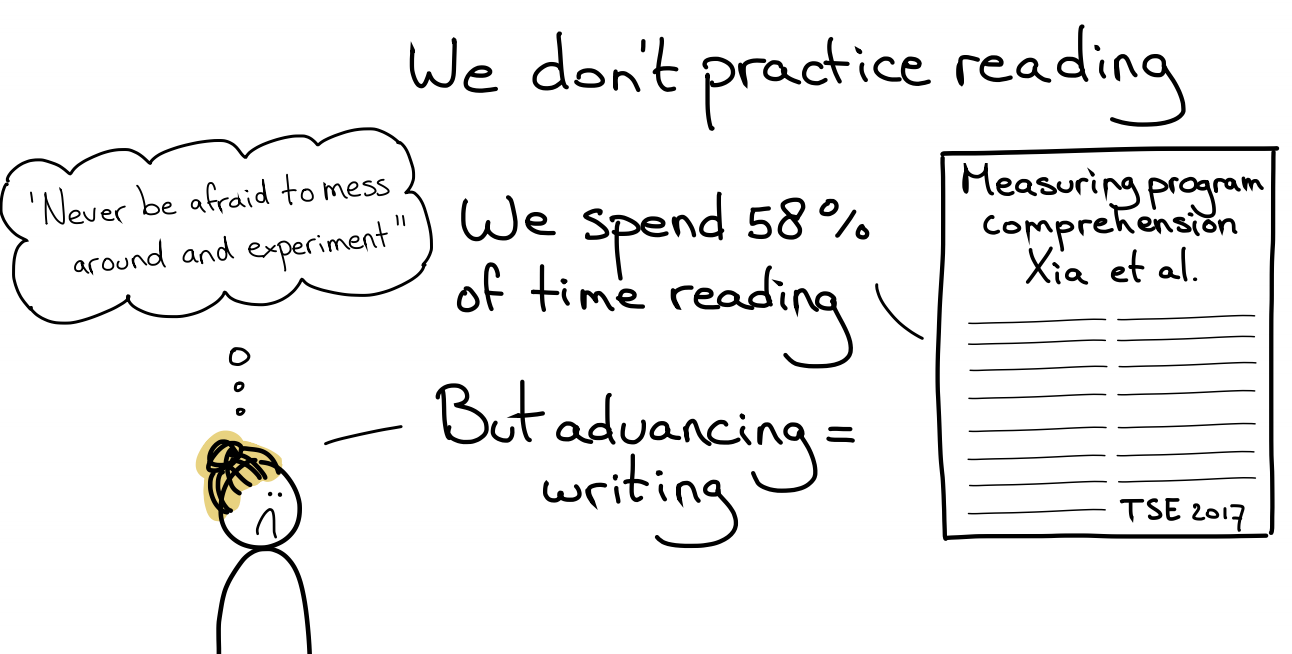 We don't practice reading
'Never be afraid to mess
around and experiment"
We spend 58%
of time reading
But advancing =
writing
Measuring program
comprehension
Xia et al.
TSE 2017